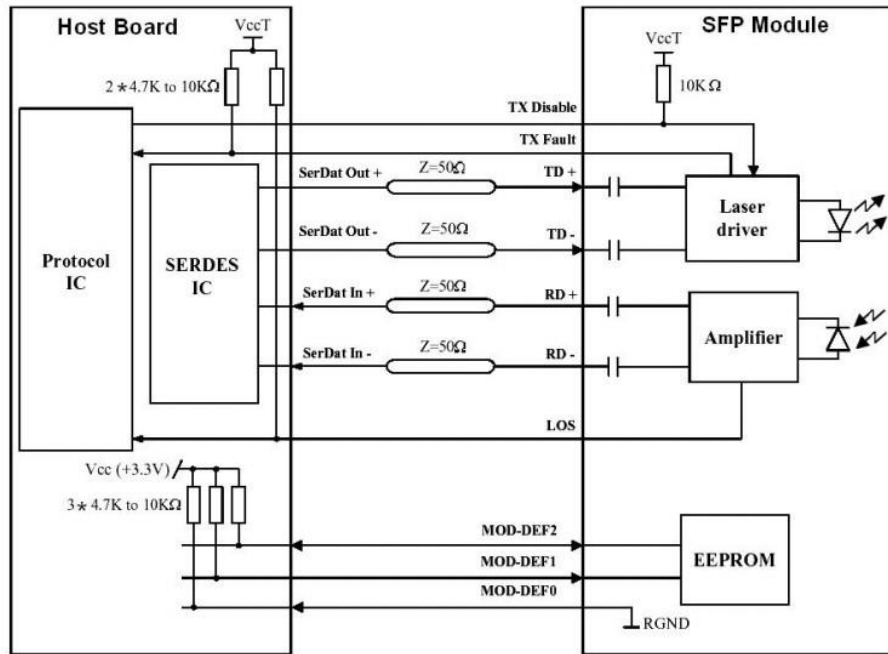 Host Board
SFP Module
VccT
VccT
2*4.7K to 10KΩ
10KΩ
TX Disable
TX Fault
SerDat Out +
Z=50Ω
TD +
SerDat Out -
Z=50Ω
TD -
Laser
driver
Protocol
IC
SERDES
IC
SerDat In +
Z=50Ω
RD +
SerDat In -
Z=50Ω
RD -
Amplifier
LOS
Vcc (+3.3V)
3*4.7K to 10KΩ
MOD-DEF2
MOD-DEF1
MOD-DEF0
EEPROM
RGND